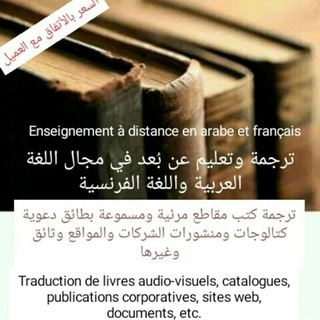 السعر بالاتفاق مع العميل
Enseignement à distance en arabe et français
ترجمة وتعليم عن بُعد في مجال اللغة
العربية واللغة الفرنسية
ترجمة كتب مقاطع مرئية ومسموعة بطائق دعوية
كتالوجات ومنشورات الشركات والمواقع وثائق
وغيرها
Traduction de livres audio-visuels, catalogues,
publications corporatives, sites web,
documents, etc.